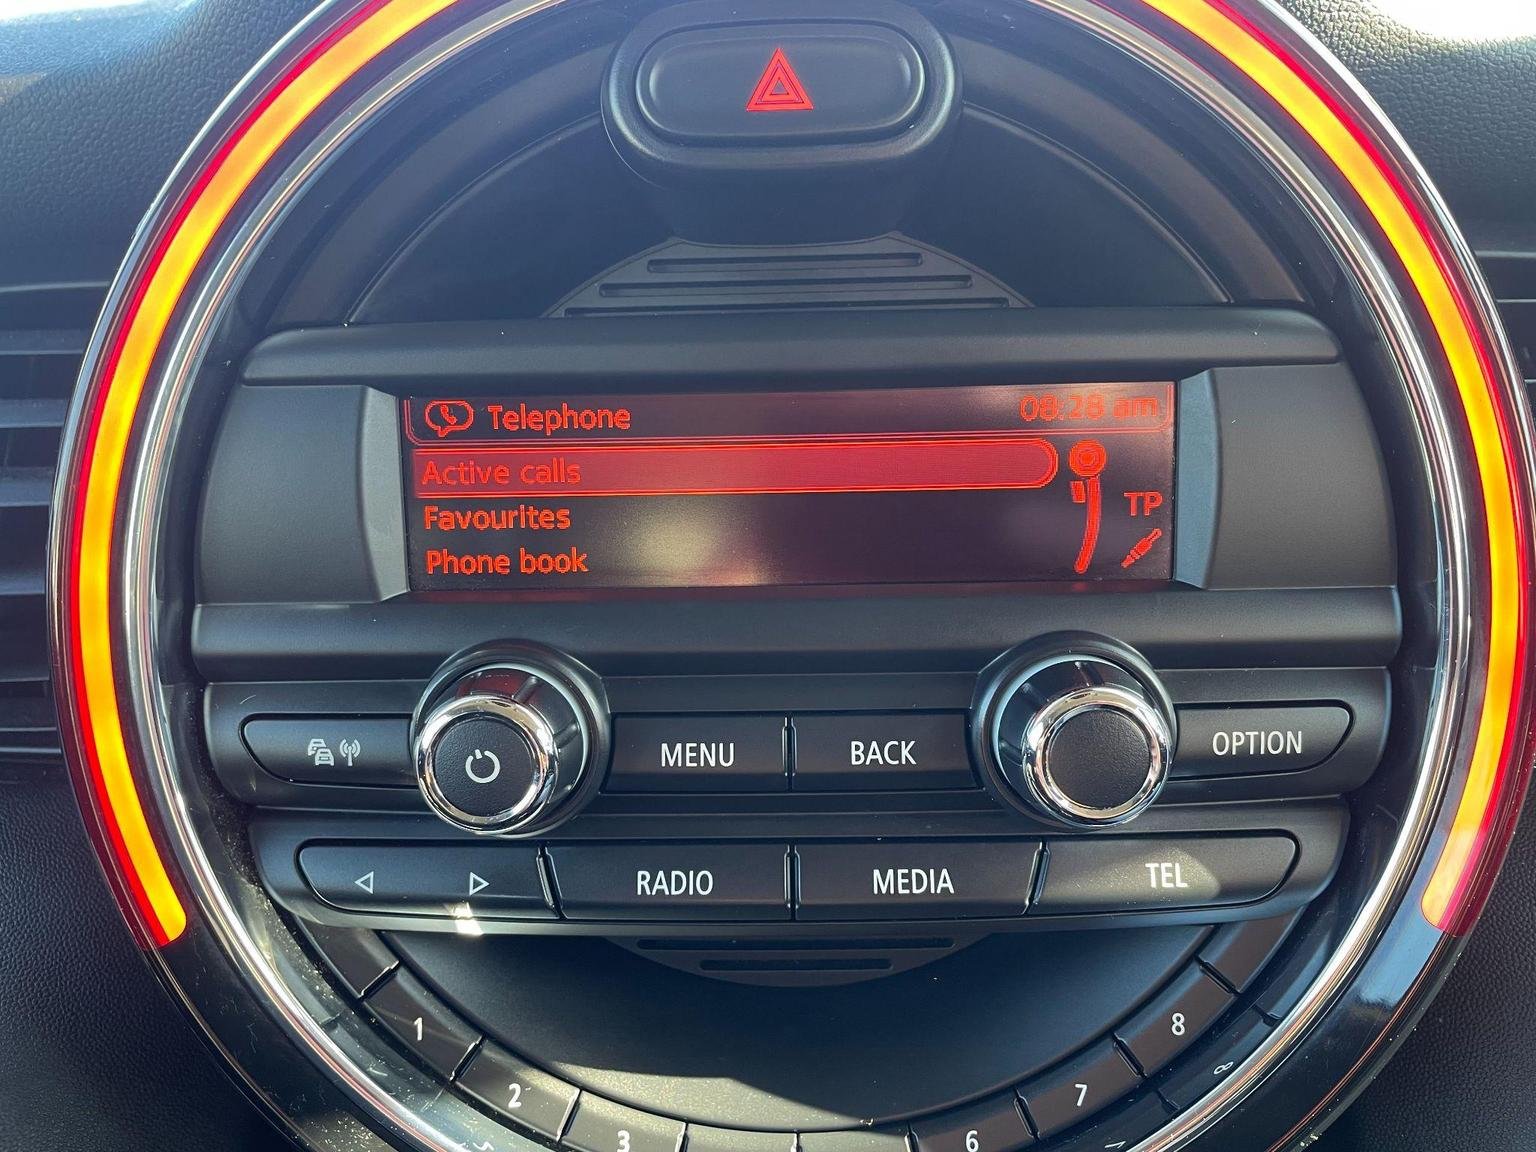 Telephone 08:28 am
Active calls
Favourites
TP
Phone book
MENU BACK OPTION
RADIO MEDIA TEL
1 8
2 7
3 6